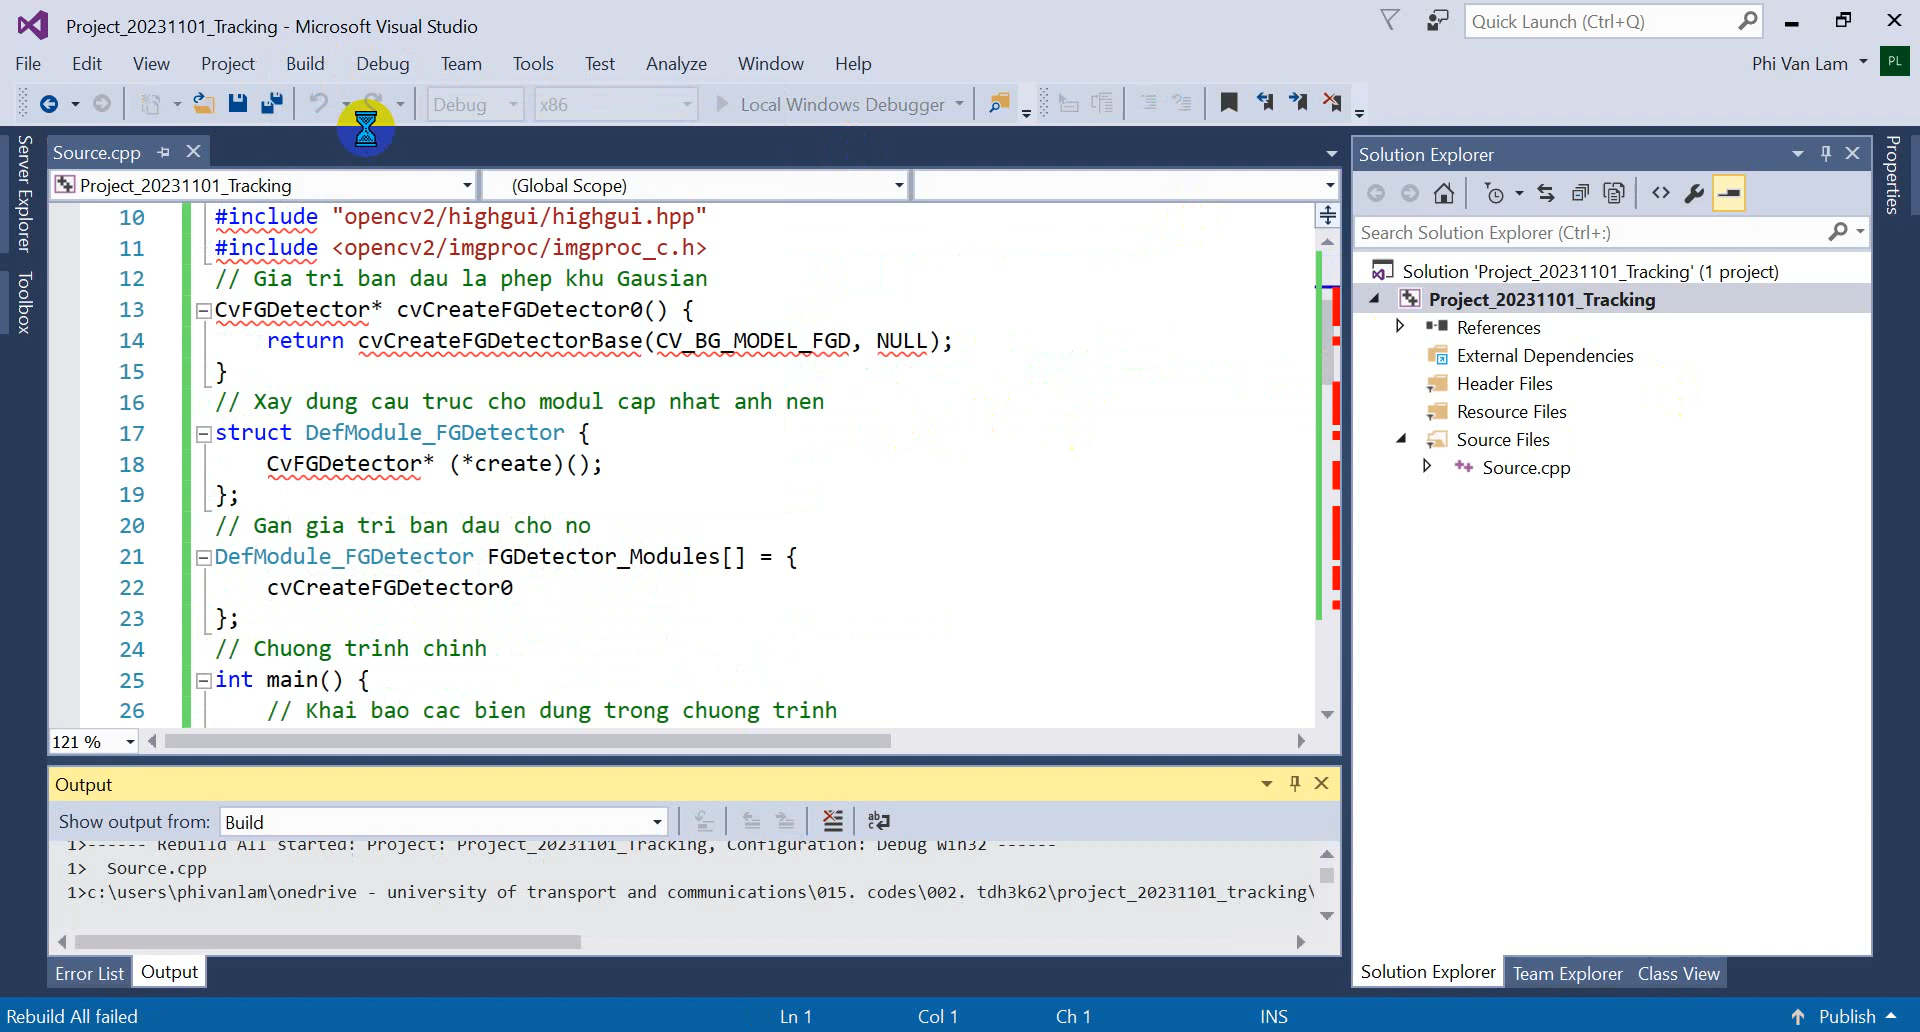 Project_20231101_Tracking - Microsoft Visual Studio
Quick Launch (Ctrl+Q)
File Edit View Project Build Debug Team Tools Test Analyze Window Help
Phi Van Lam
PL
Debug x86 Local Windows Debugger
Server Explorer
Toolbox
Source.cpp
Project_20231101_Tracking (Global Scope)
10 #include "opencv2/highgui/highgui.hpp"
11 #include <opencv2/imgproc/imgproc_c.h>
12 // Gia tri ban dau la phep khu Gausian
13 CvFGDetector* cvCreateFGDetector0() {
14 return cvCreateFGDetectorBase(CV_BG_MODEL_FGD, NULL);
15 }
16 // Xay dung cau truc cho modul cap nhat anh nen
17 struct DefModule_FGDetector {
18 CvFGDetector* (*create)();
19 };
20 // Gan gia tri ban dau cho no
21 DefModule_FGDetector FGDetector_Modules[] = {
22 cvCreateFGDetector0
23 };
24 // Chuong trinh chinh
25 int main() {
26 // Khai bao cac bien dung trong chuong trinh
121 %
Output
Show output from: Build
1>------ Rebuild All started: Project: Project_20231101_Tracking, Configuration: Debug Win32 ------
1> Source.cpp
1>c:\users\phivanlam\onedrive - university of transport and communications\015. codes\002. tdh3k62\project_20231101_tracking\
Error List Output
Solution Explorer
Search Solution Explorer (Ctrl+:)
Solution 'Project_20231101_Tracking' (1 project)
Project_20231101_Tracking
References
External Dependencies
Header Files
Resource Files
Source Files
Source.cpp
Solution Explorer Team Explorer Class View
Properties
Rebuild All failed Ln 1 Col 1 Ch 1 INS Publish